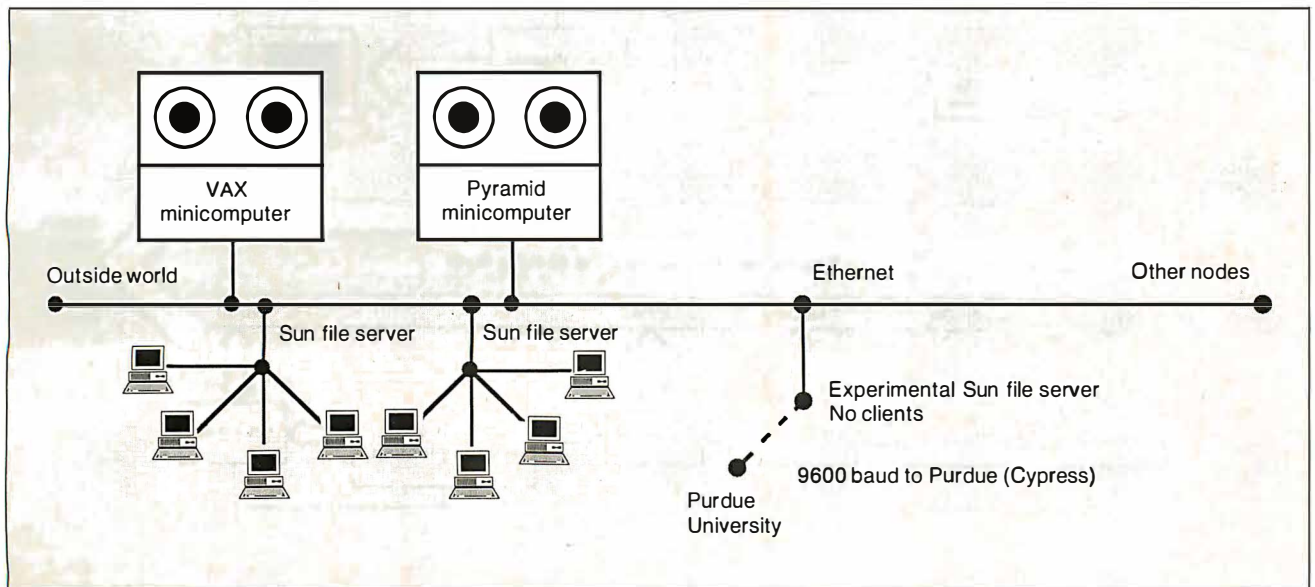 VAX
minicomputer
Pyramid
minicomputer
Outside world
Ethernet
Other nodes
Sun file server
Sun file server
Experimental Sun file server
No clients
9600 baud to Purdue (Cypress)
Purdue
University